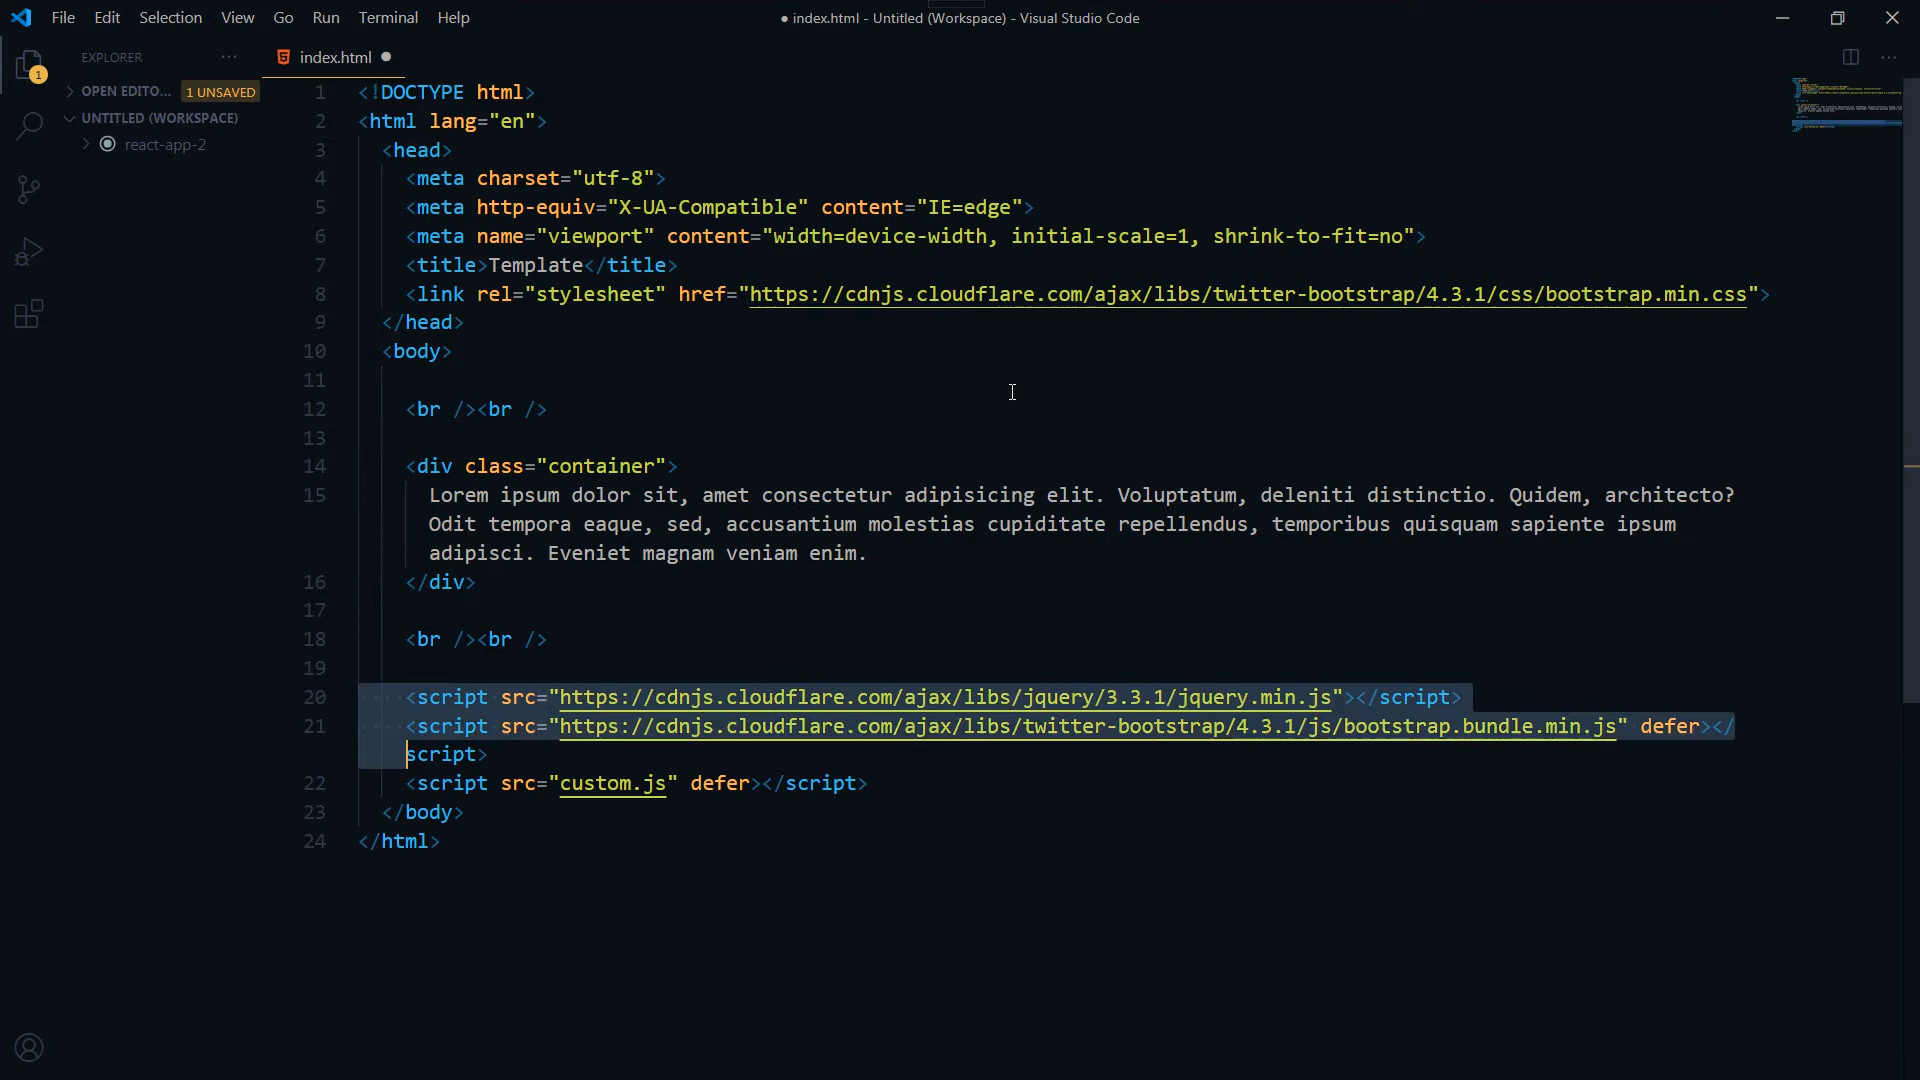 File Edit Selection View Go Run Terminal Help
● index.html - Untitled (Workspace) - Visual Studio Code
EXPLORER ···
index.html
1
OPEN EDITO... 1 UNSAVED
UNTITLED (WORKSPACE)
react-app-2
1 <!DOCTYPE html>
2 <html lang="en">
3 <head>
4 <meta charset="utf-8">
5 <meta http-equiv="X-UA-Compatible" content="IE=edge">
6 <meta name="viewport" content="width=device-width, initial-scale=1, shrink-to-fit=no">
7 <title>Template</title>
8 <link rel="stylesheet" href="https://cdnjs.cloudflare.com/ajax/libs/twitter-bootstrap/4.3.1/css/bootstrap.min.css">
9 </head>
10 <body>
11
12 <br /><br />
13
14 <div class="container">
15 Lorem ipsum dolor sit, amet consectetur adipisicing elit. Voluptatum, deleniti distinctio. Quidem, architecto?
Odit tempora eaque, sed, accusantium molestias cupiditate repellendus, temporibus quisquam sapiente ipsum
adipisci. Eveniet magnam veniam enim.
16 </div>
17
18 <br /><br />
19
20 <script src="https://cdnjs.cloudflare.com/ajax/libs/jquery/3.3.1/jquery.min.js"></script>
21 <script src="https://cdnjs.cloudflare.com/ajax/libs/twitter-bootstrap/4.3.1/js/bootstrap.bundle.min.js" defer></
script>
22 <script src="custom.js" defer></script>
23 </body>
24 </html>